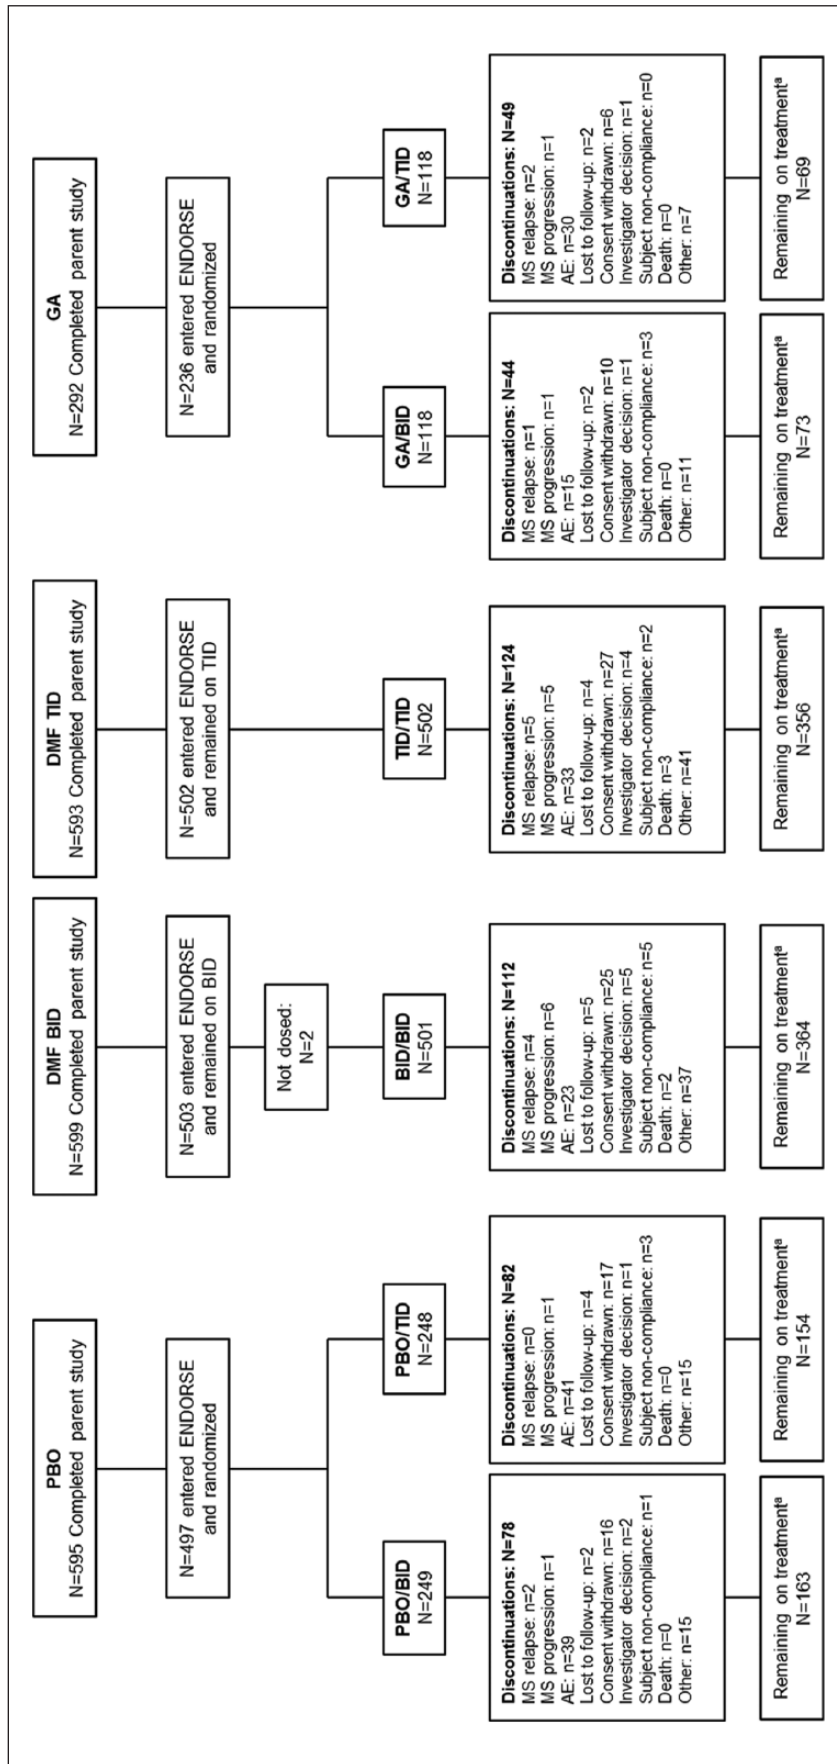 PBO
N=595 Completed parent study
N=497 entered ENDORSE
and randomized
PBO/BID
N=249
Discontinuations: N=78
MS relapse: n=2
MS progression: n=1
AE: n=39
Lost to follow-up: n=2
Consent withdrawn: n=16
Investigator decision: n=2
Subject non-compliance: n=1
Death: n=0
Other: n=15
Remaining on treatmentᵃ
N=163
PBO/TID
N=248
Discontinuations: N=82
MS relapse: n=0
MS progression: n=1
AE: n=41
Lost to follow-up: n=4
Consent withdrawn: n=17
Investigator decision: n=1
Subject non-compliance: n=3
Death: n=0
Other: n=15
Remaining on treatmentᵃ
N=154
DMF BID
N=599 Completed parent study
N=503 entered ENDORSE
and remained on BID
Not dosed:
N=2
BID/BID
N=501
Discontinuations: N=112
MS relapse: n=4
MS progression: n=6
AE: n=23
Lost to follow-up: n=5
Consent withdrawn: n=25
Investigator decision: n=5
Subject non-compliance: n=5
Death: n=2
Other: n=37
Remaining on treatmentᵃ
N=364
DMF TID
N=593 Completed parent study
N=502 entered ENDORSE
and remained on TID
TID/TID
N=502
Discontinuations: N=124
MS relapse: n=5
MS progression: n=5
AE: n=33
Lost to follow-up: n=4
Consent withdrawn: n=27
Investigator decision: n=4
Subject non-compliance: n=2
Death: n=3
Other: n=41
Remaining on treatmentᵃ
N=356
GA
N=292 Completed parent study
N=236 entered ENDORSE
and randomized
GA/BID
N=118
Discontinuations: N=44
MS relapse: n=1
MS progression: n=1
AE: n=15
Lost to follow-up: n=2
Consent withdrawn: n=10
Investigator decision: n=1
Subject non-compliance: n=3
Death: n=0
Other: n=11
Remaining on treatmentᵃ
N=73
GA/TID
N=118
Discontinuations: N=49
MS relapse: n=2
MS progression: n=1
AE: n=30
Lost to follow-up: n=2
Consent withdrawn: n=6
Investigator decision: n=1
Subject non-compliance: n=0
Death: n=0
Other: n=7
Remaining on treatmentᵃ
N=69